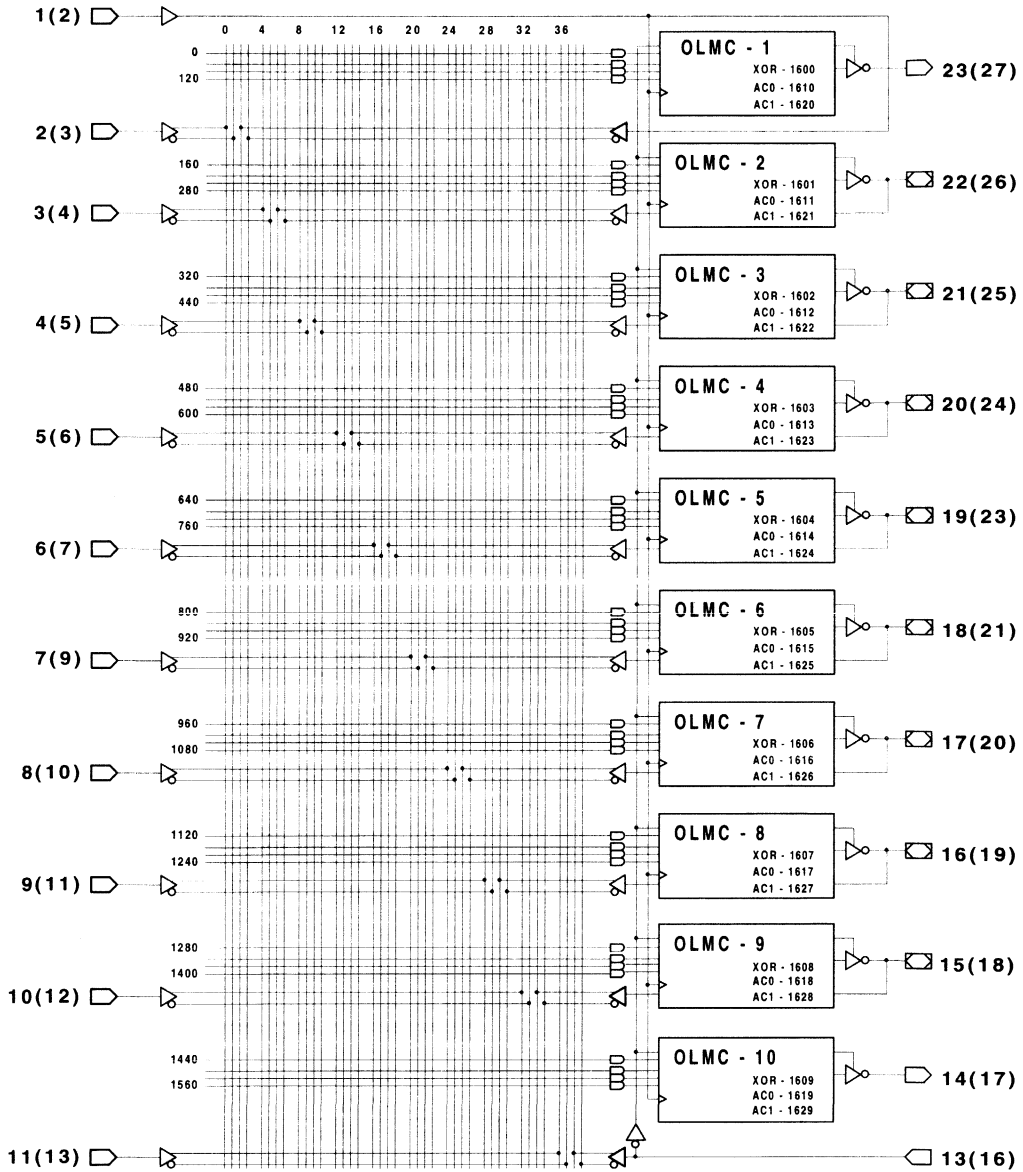 1(2)
0 4 8 12 16 20 24 28 32 36
0
120
OLMC - 1
XOR - 1600
AC0 - 1610
AC1 - 1620
23(27)
2(3)
160
280
OLMC - 2
XOR - 1601
AC0 - 1611
AC1 - 1621
22(26)
3(4)
320
440
OLMC - 3
XOR - 1602
AC0 - 1612
AC1 - 1622
21(25)
4(5)
480
600
OLMC - 4
XOR - 1603
AC0 - 1613
AC1 - 1623
20(24)
5(6)
640
760
OLMC - 5
XOR - 1604
AC0 - 1614
AC1 - 1624
19(23)
6(7)
800
920
OLMC - 6
XOR - 1605
AC0 - 1615
AC1 - 1625
18(21)
7(9)
960
1080
OLMC - 7
XOR - 1606
AC0 - 1616
AC1 - 1626
17(20)
8(10)
1120
1240
OLMC - 8
XOR - 1607
AC0 - 1617
AC1 - 1627
16(19)
9(11)
1280
1400
OLMC - 9
XOR - 1608
AC0 - 1618
AC1 - 1628
15(18)
10(12)
1440
1560
OLMC - 10
XOR - 1609
AC0 - 1619
AC1 - 1629
14(17)
11(13)
13(16)